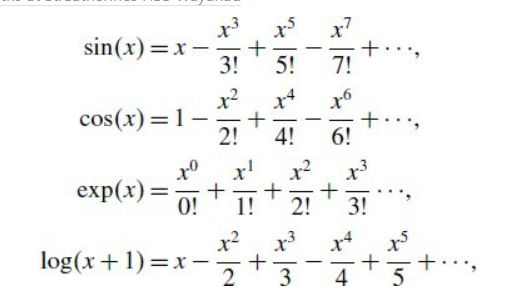 sin(x) = x − x³/3! + x⁵/5! − x⁷/7! + ⋯,
cos(x) = 1 − x²/2! + x⁴/4! − x⁶/6! + ⋯,
exp(x) = x⁰/0! + x¹/1! + x²/2! + x³/3! ⋯,
log(x + 1) = x − x²/2 + x³/3 − x⁴/4 + x⁵/5 + ⋯,